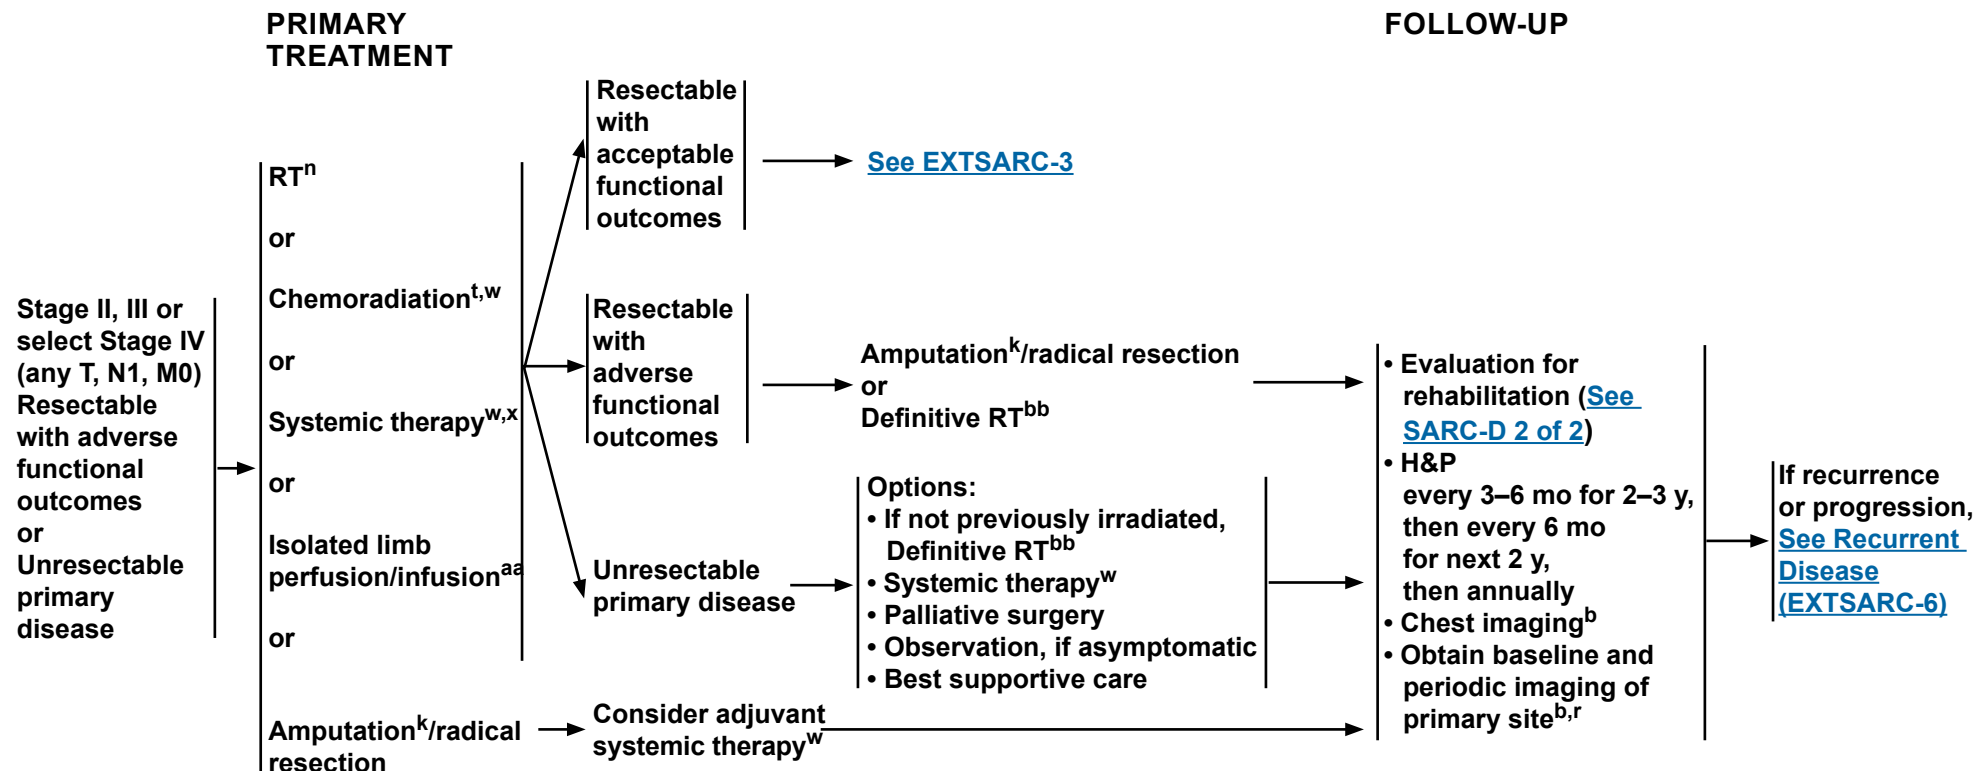 PRIMARY
TREATMENT
FOLLOW-UP
Stage II, III or
select Stage IV
(any T, N1, M0)
Resectable
with adverse
functional
outcomes
or
Unresectable
primary
disease
RTⁿ
or
Chemoradiationᵗ,ʷ
or
Systemic therapyʷ,ˣ
or
Isolated limb
perfusion/infusionᵃᵃ
or
Amputationᵏ/radical
resection
Resectable
with
acceptable
functional
outcomes
See EXTSARC-3
Resectable
with
adverse
functional
outcomes
Amputationᵏ/radical resection
or
Definitive RTᵇᵇ
Unresectable
primary disease
Options:
• If not previously irradiated,
Definitive RTᵇᵇ
• Systemic therapyʷ
• Palliative surgery
• Observation, if asymptomatic
• Best supportive care
Consider adjuvant
systemic therapyʷ
• Evaluation for
rehabilitation (See
SARC-D 2 of 2)
• H&P
every 3–6 mo for 2–3 y,
then every 6 mo
for next 2 y,
then annually
• Chest imagingᵇ
• Obtain baseline and
periodic imaging of
primary siteᵇ,ʳ
If recurrence
or progression,
See Recurrent
Disease
(EXTSARC-6)